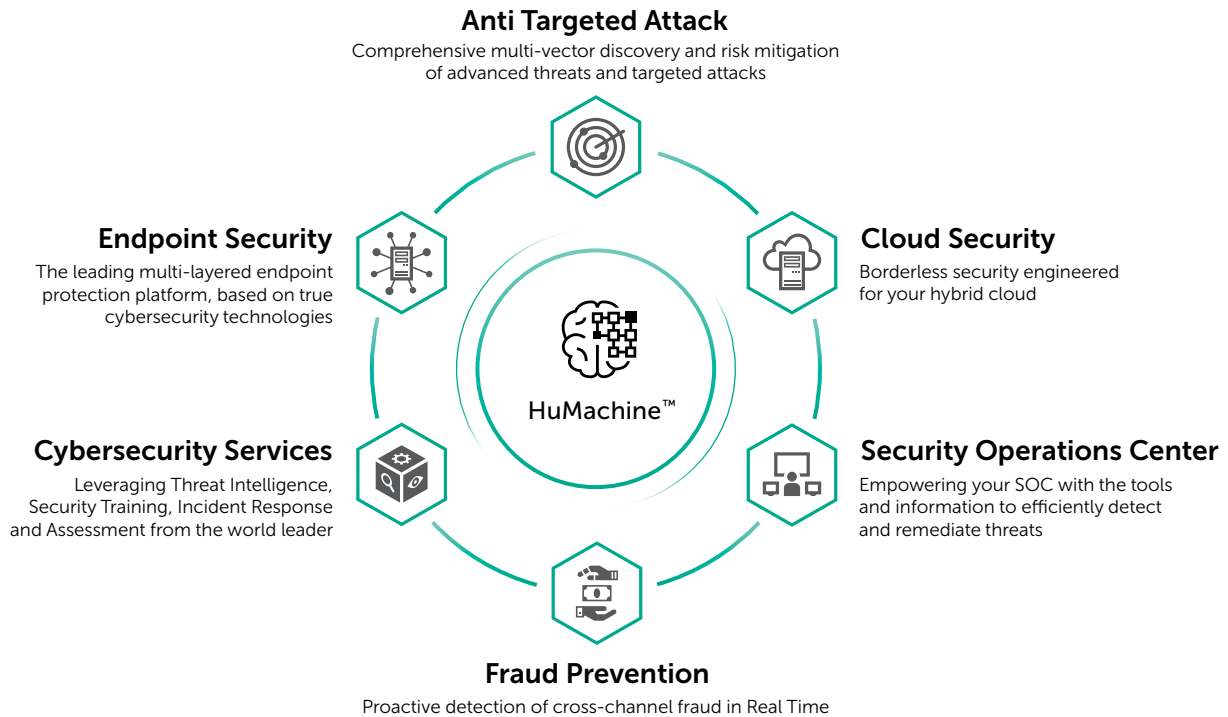 Anti Targeted Attack
Comprehensive multi-vector discovery and risk mitigation
of advanced threats and targeted attacks
Endpoint Security
The leading multi-layered endpoint
protection platform, based on true
cybersecurity technologies
Cloud Security
Borderless security engineered
for your hybrid cloud
HuMachine™
Cybersecurity Services
Leveraging Threat Intelligence,
Security Training, Incident Response
and Assessment from the world leader
Security Operations Center
Empowering your SOC with the tools
and information to efficiently detect
and remediate threats
Fraud Prevention
Proactive detection of cross-channel fraud in Real Time